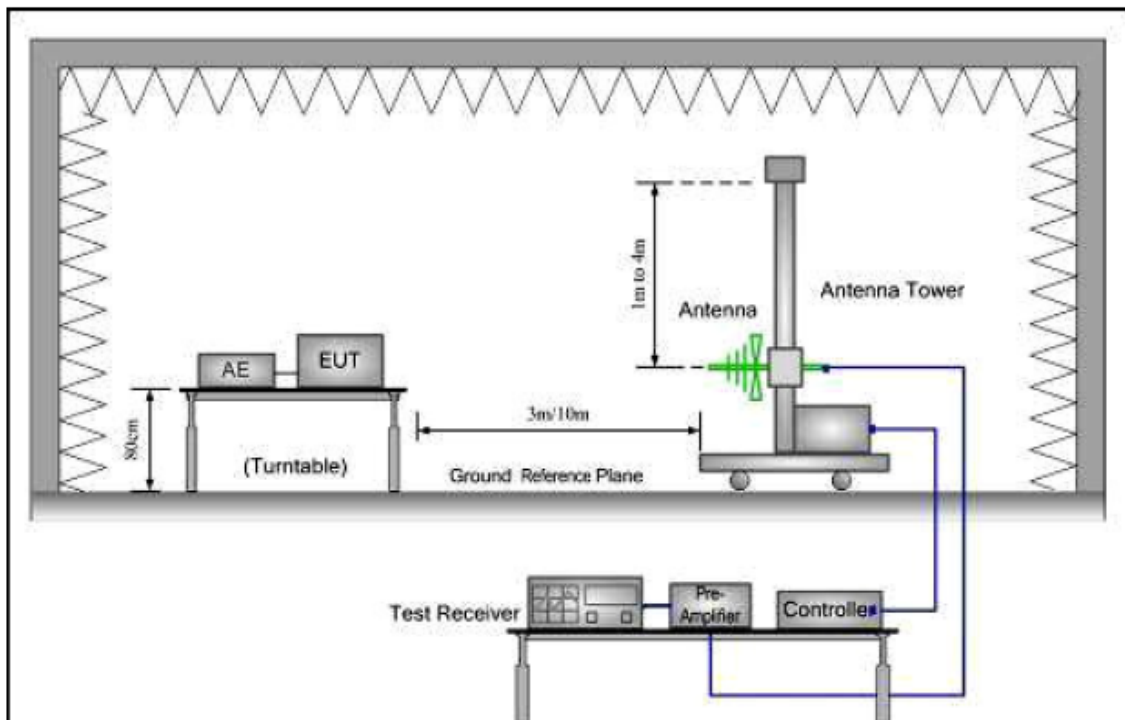 1m to 4m
Antenna
Antenna Tower
AE
EUT
80cm
3m/10m
(Turntable)
Ground Reference Plane
Test Receiver
Pre-
Amplifier
Controlle